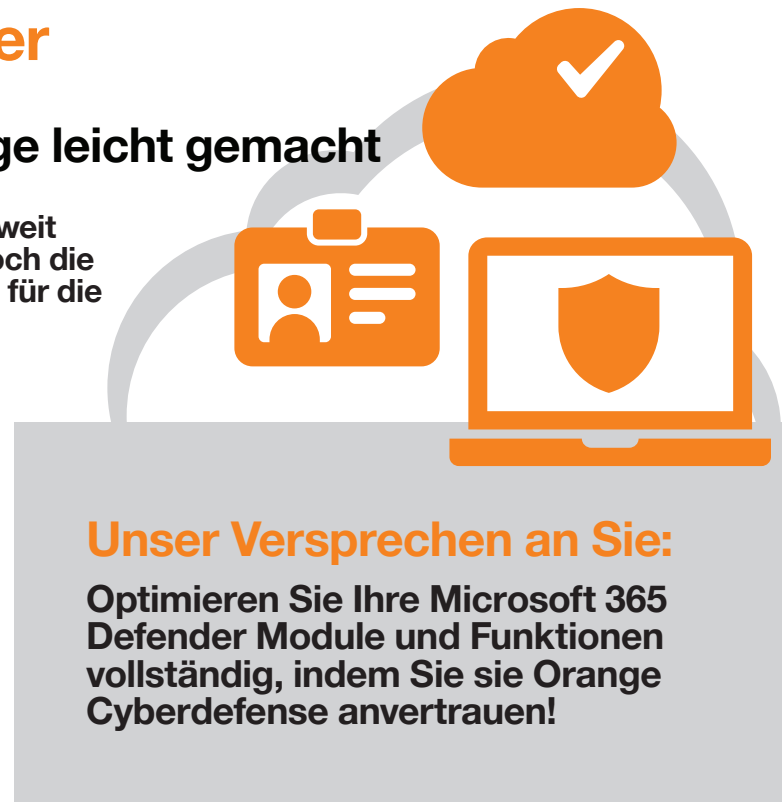 er
ge leicht gemacht
weit
och die
für die
Unser Versprechen an Sie:
Optimieren Sie Ihre Microsoft 365
Defender Module und Funktionen
vollständig, indem Sie sie Orange
Cyberdefense anvertrauen!